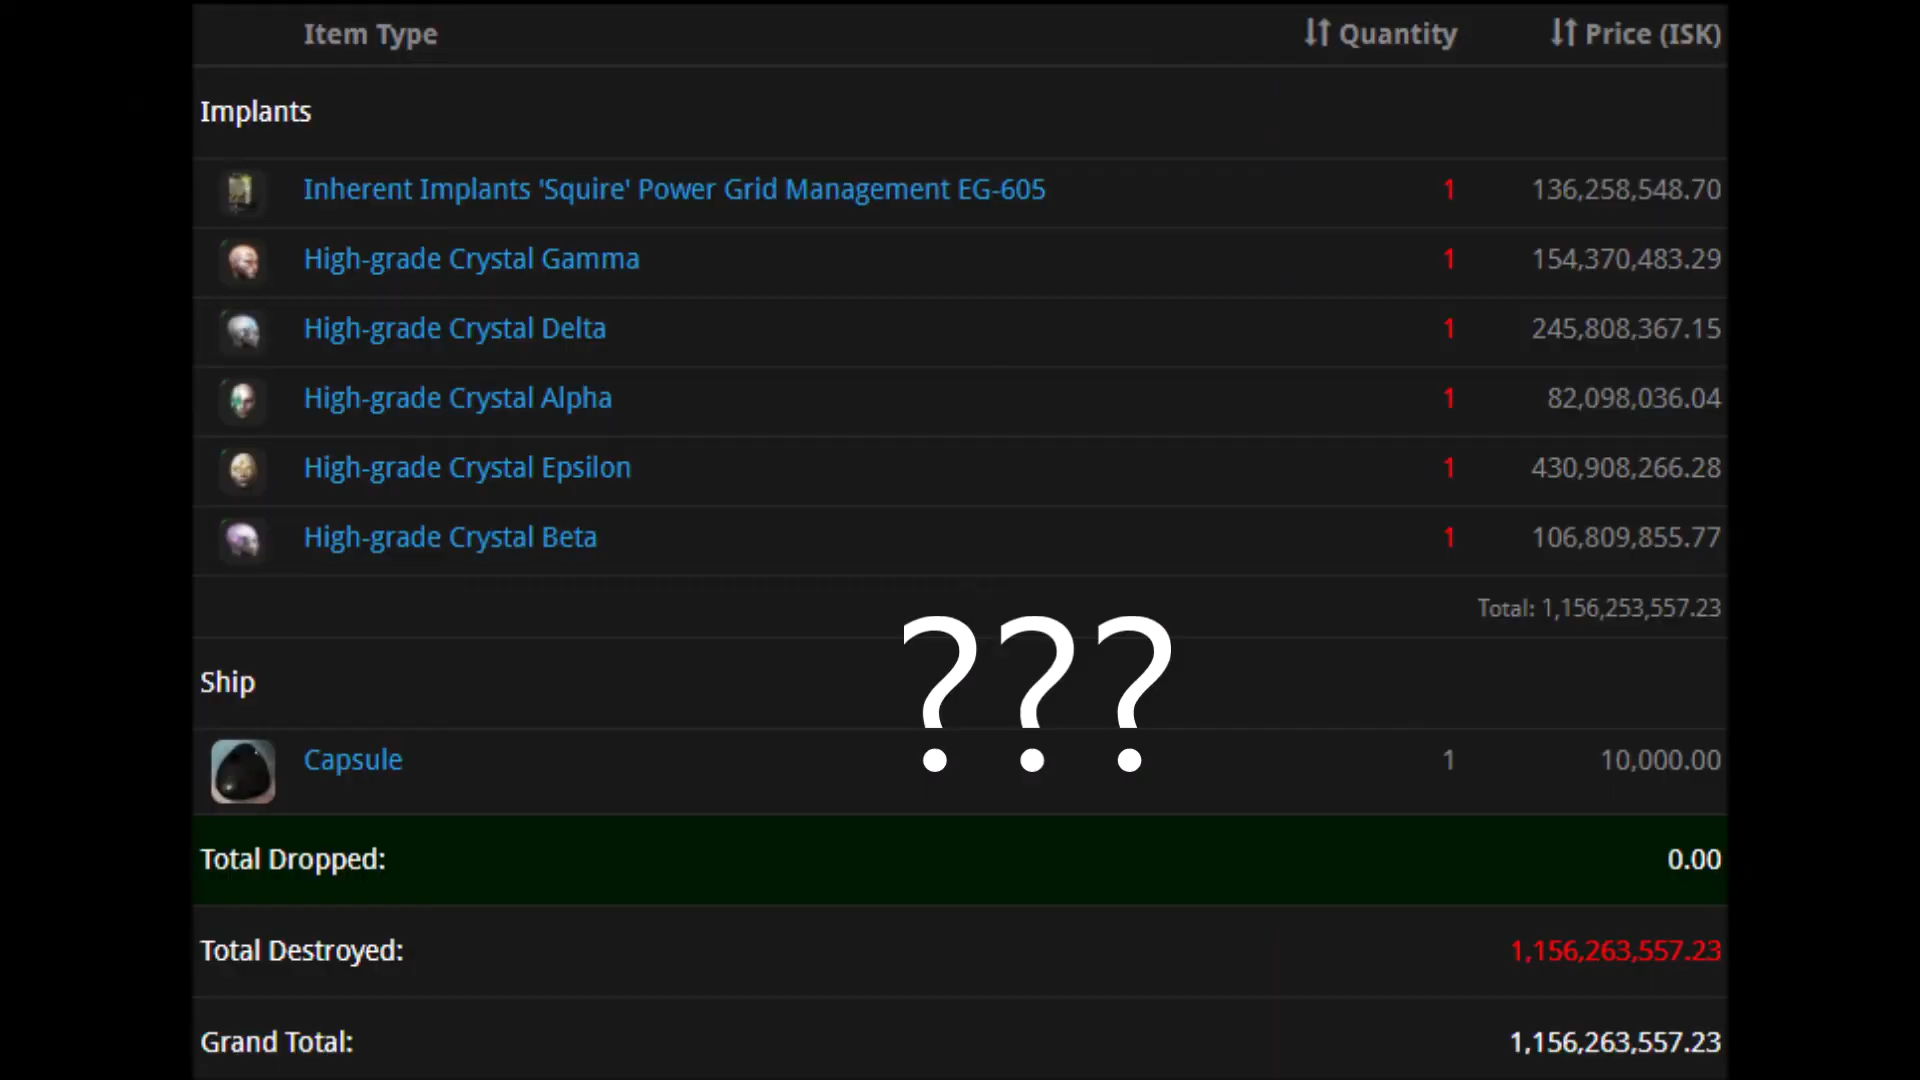 Item Type Quantity Price (ISK)
Implants
Inherent Implants 'Squire' Power Grid Management EG-605 1 136,258,548.70
High-grade Crystal Gamma 1 154,370,483.29
High-grade Crystal Delta 1 245,808,367.15
High-grade Crystal Alpha 1 82,098,036.04
High-grade Crystal Epsilon 1 430,908,266.28
High-grade Crystal Beta 1 106,809,855.77
Total: 1,156,253,557.23
???
Ship
Capsule 1 10,000.00
Total Dropped: 0.00
Total Destroyed: 1,156,263,557.23
Grand Total: 1,156,263,557.23